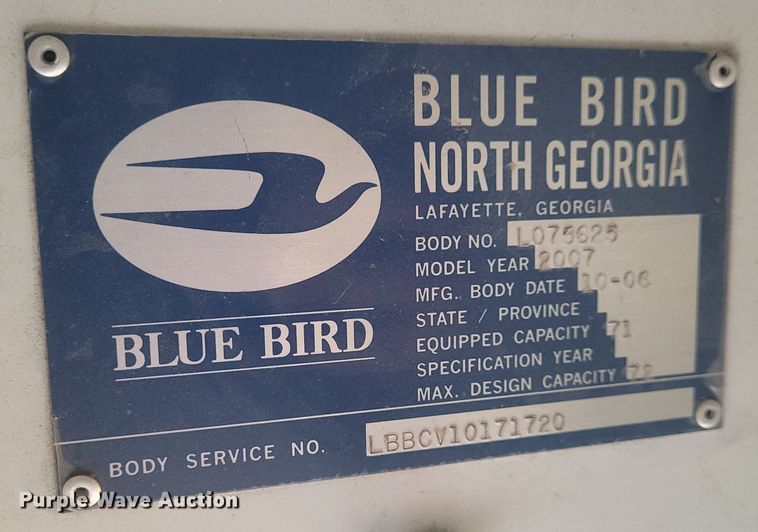 BLUE BIRD
NORTH GEORGIA
LAFAYETTE, GEORGIA
BODY NO. L075625
MODEL YEAR 2007
MFG. BODY DATE 10-06
STATE / PROVINCE
EQUIPPED CAPACITY 71
SPECIFICATION YEAR
MAX. DESIGN CAPACITY 72
BLUE BIRD
BODY SERVICE NO. LBBCV10171720
Purple Wave Auction